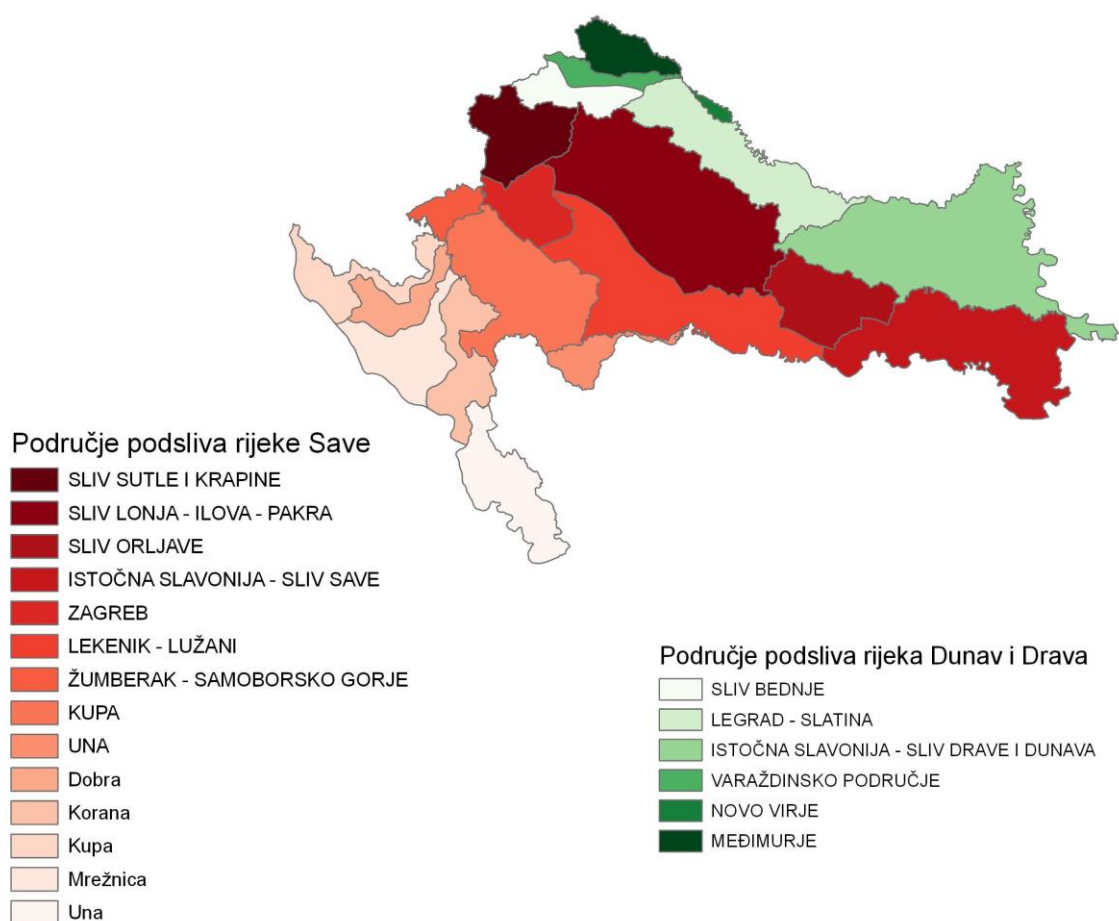 Područje podsliva rijeke Save
SLIV SUTLE I KRAPINE
SLIV LONJA - ILOVA - PAKRA
SLIV ORLJAVE
ISTOČNA SLAVONIJA - SLIV SAVE
ZAGREB
LEKENIK - LUŽANI
ŽUMBERAK - SAMOBORSKO GORJE
KUPA
UNA
Dobra
Korana
Kupa
Mrežnica
Una
Područje podsliva rijeka Dunav i Drava
SLIV BEDNJE
LEGRAD - SLATINA
ISTOČNA SLAVONIJA - SLIV DRAVE I DUNAVA
VARAŽDINSKO PODRUČJE
NOVO VIRJE
MEĐIMURJE